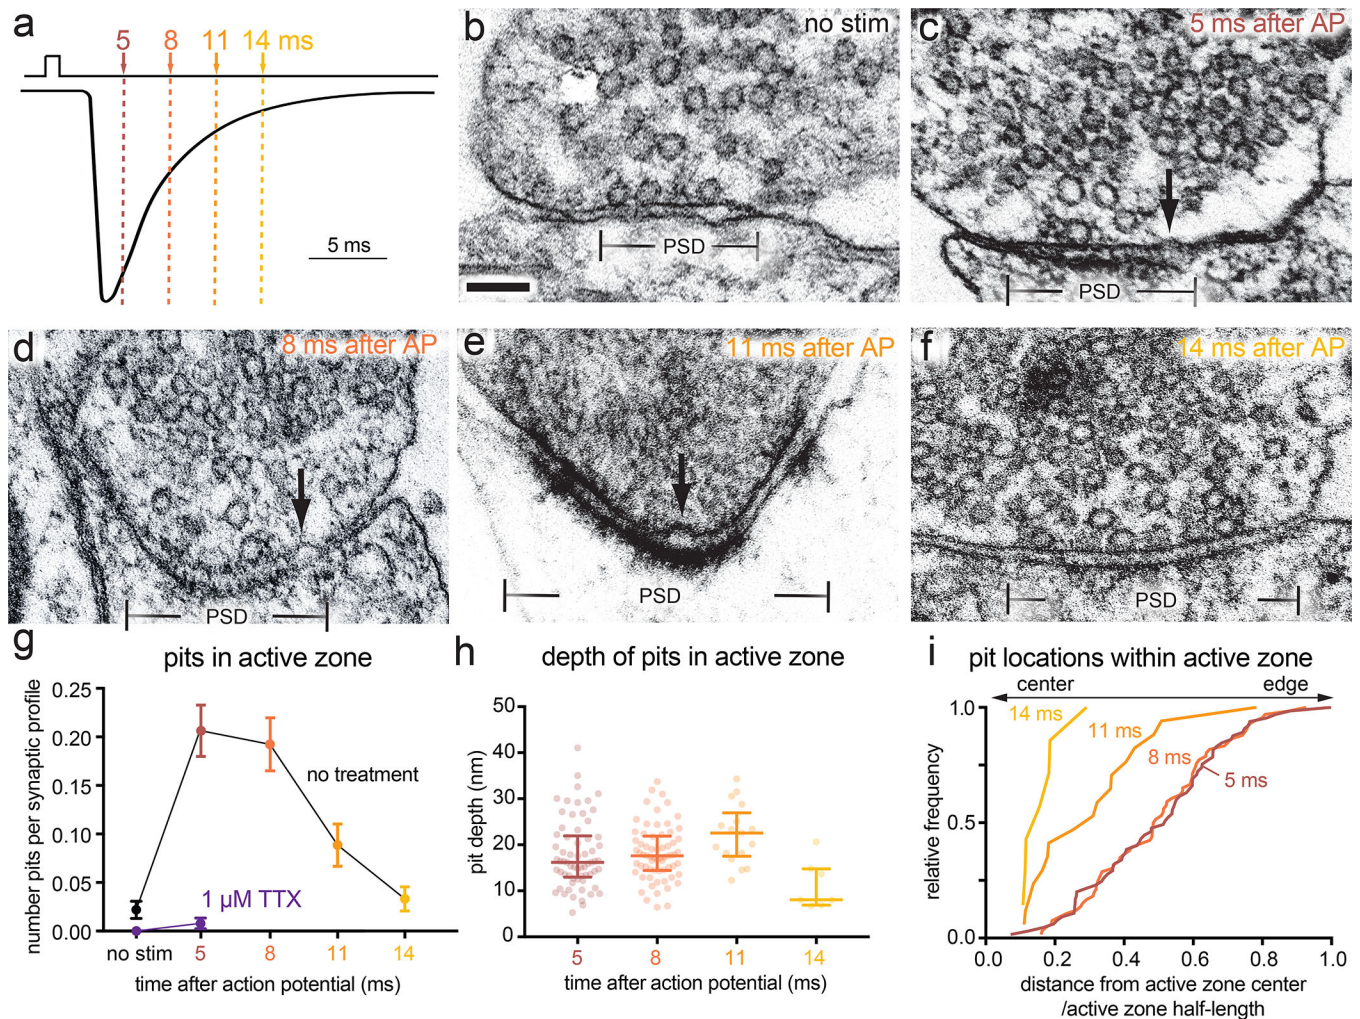 a
5 8 11 14 ms
5 ms
b
no stim
PSD
c
5 ms after AP
PSD
d
8 ms after AP
PSD
e
11 ms after AP
PSD
f
14 ms after AP
PSD
g
pits in active zone
number pits per synaptic profile
0.25
0.20
0.15
0.10
0.05
0.00
no treatment
1 µM TTX
no stim 5 8 11 14
time after action potential (ms)
h
depth of pits in active zone
pit depth (nm)
50
40
30
20
10
0
5 8 11 14
time after action potential (ms)
i
pit locations within active zone
center edge
relative frequency
1.0
0.5
0.0
14 ms
11 ms
8 ms
5 ms
0.0 0.2 0.4 0.6 0.8 1.0
distance from active zone center
/active zone half-length